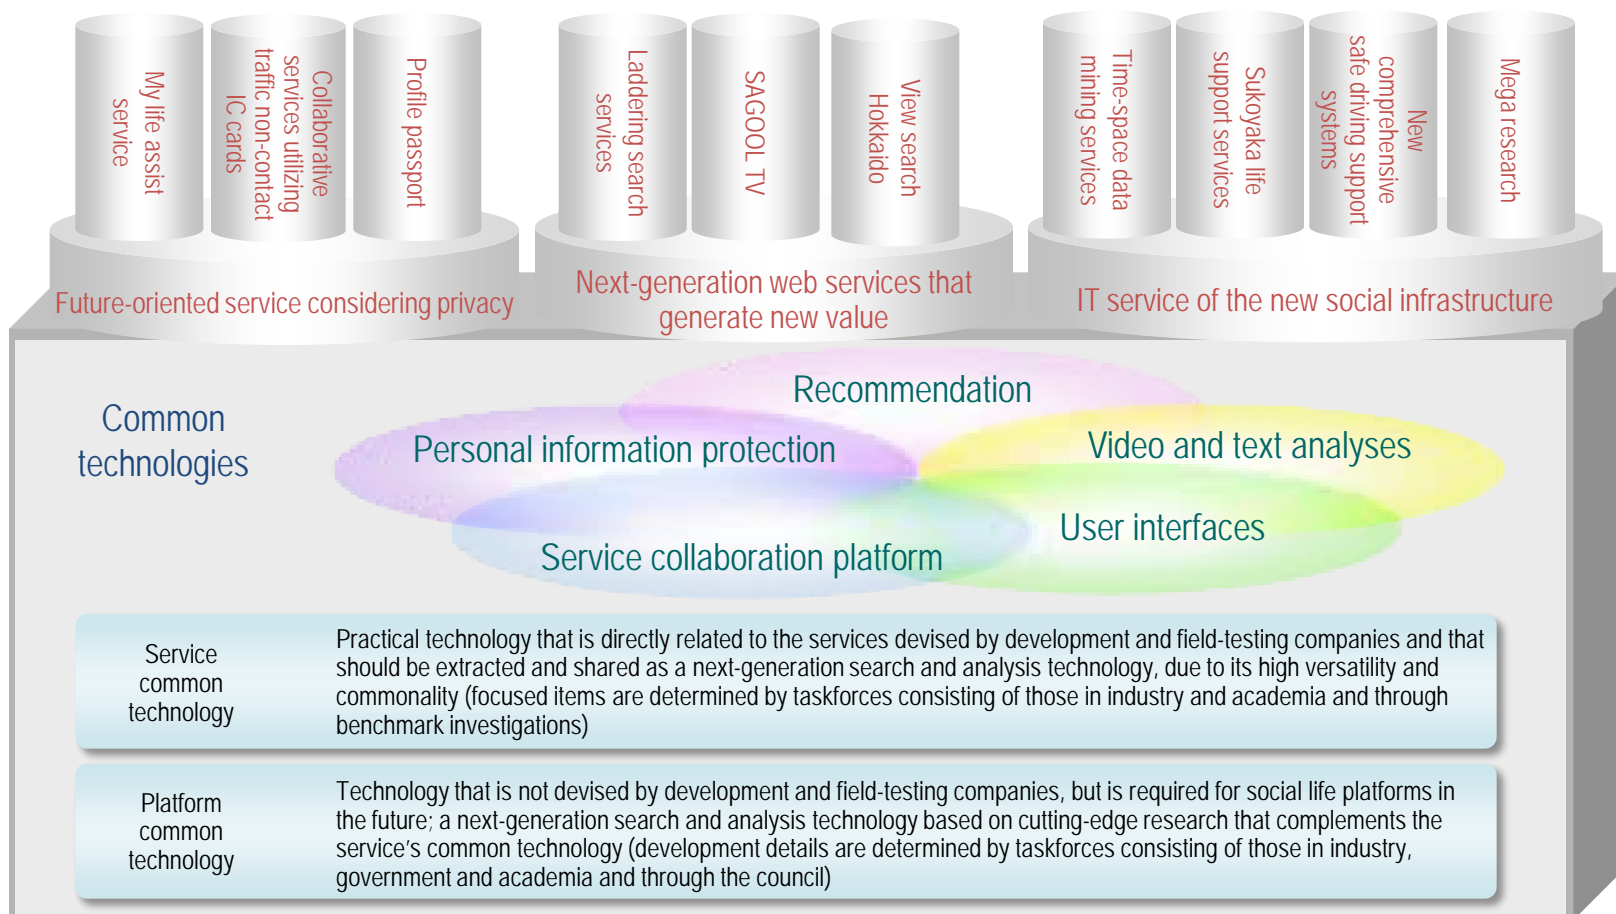 My life assist
service
Collaborative
services utilizing
traffic non-contact
IC cards
Profile passport
Laddering search
services
SAGOOL TV
View search
Hokkaido
Time-space data
mining services
Sukoyaka life
support services
New
comprehensive
safe driving support
systems
Mega research
Future-oriented service considering privacy
Next-generation web services that
generate new value
IT service of the new social infrastructure
Common
technologies
Recommendation
Personal information protection
Video and text analyses
User interfaces
Service collaboration platform
Service
common
technology
Practical technology that is directly related to the services devised by development and field-testing companies and that
should be extracted and shared as a next-generation search and analysis technology, due to its high versatility and
commonality (focused items are determined by taskforces consisting of those in industry and academia and through
benchmark investigations)
Platform
common
technology
Technology that is not devised by development and field-testing companies, but is required for social life platforms in
the future; a next-generation search and analysis technology based on cutting-edge research that complements the
service's common technology (development details are determined by taskforces consisting of those in industry,
government and academia and through the council)